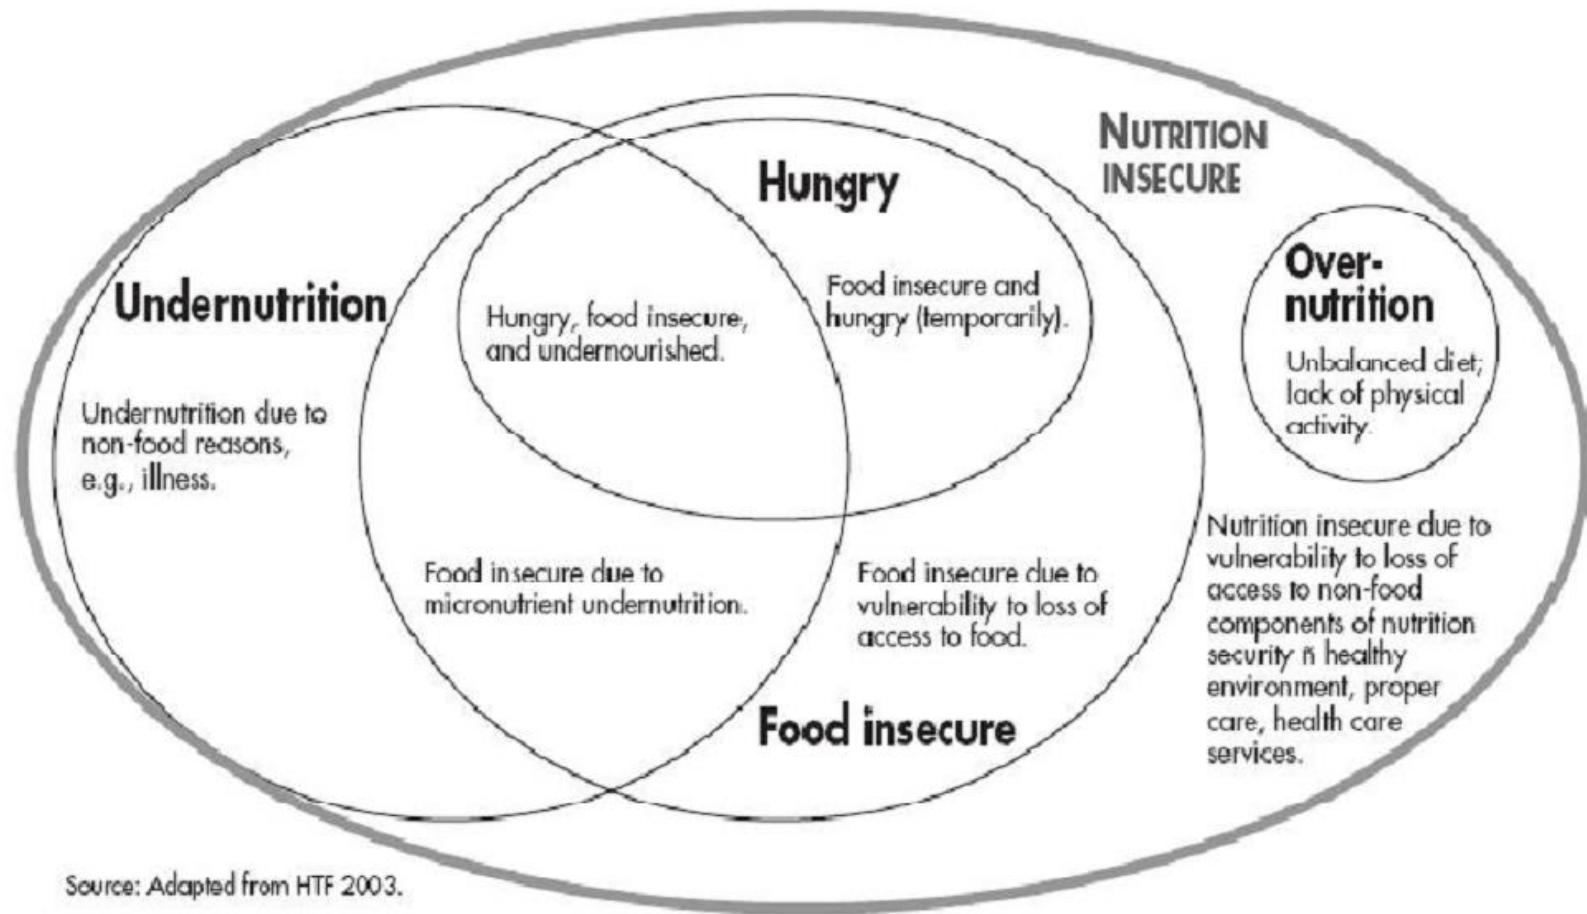 NUTRITION
INSECURE
Hungry
Over-
nutrition
Unbalanced diet;
lack of physical
activity.
Undernutrition
Food insecure and
hungry (temporarily).
Hungry, food insecure,
and undernourished.
Undernutrition due to
non-food reasons,
e.g., illness.
Food insecure due to
micronutrient undernutrition.
Food insecure due to
vulnerability to loss of
access to food.
Nutrition insecure due to
vulnerability to loss of
access to non-food
components of nutrition
security ñ healthy
environment, proper
care, health care
services.
Food insecure
Source: Adapted from HTF 2003.